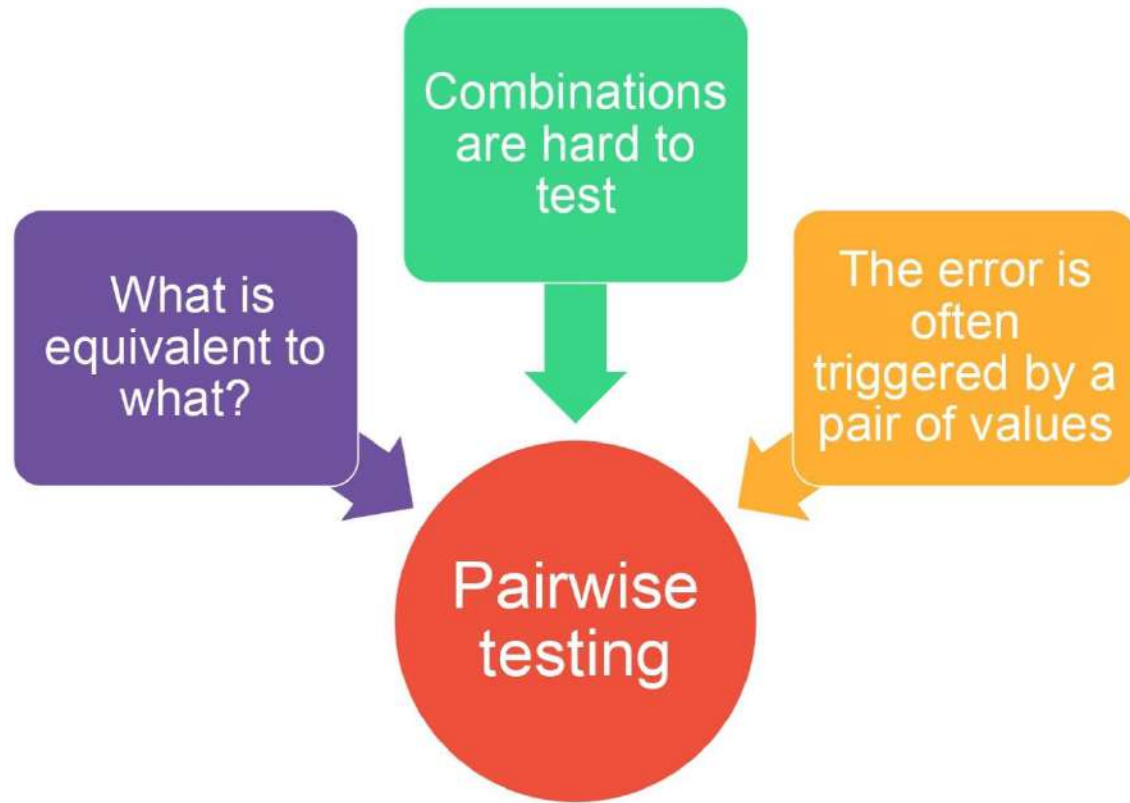 Combinations
are hard to
test
What is
equivalent to
what?
The error is
often
triggered by a
pair of values
Pairwise
testing